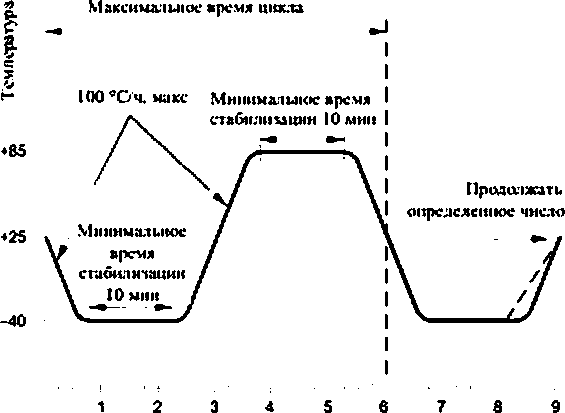 Максимальное время цикла
Температура
100 °С/ч, макс
Минимальное время
стабилизации 10 мин
+85
Продолжать
определенное число
+25
Минимальное
время
стабилизации
10 мин
-40
1 2 3 4 5 6 7 8 9